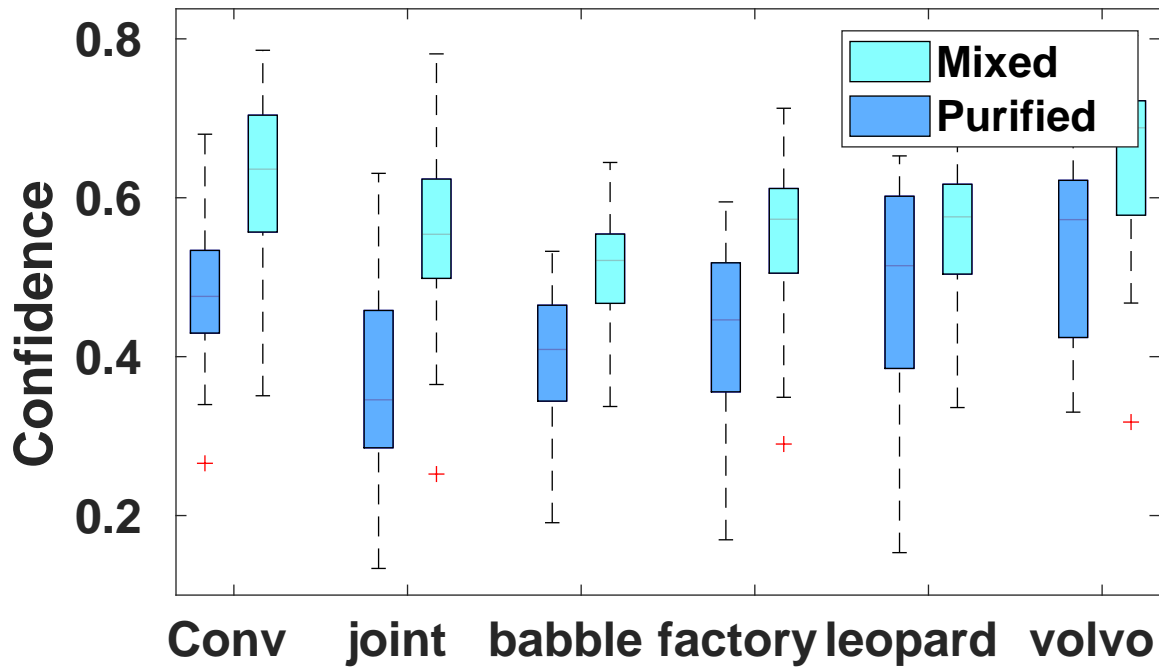 Confidence
0.8
0.6
0.4
0.2
Mixed
Purified
Conv joint babble factory leopard volvo